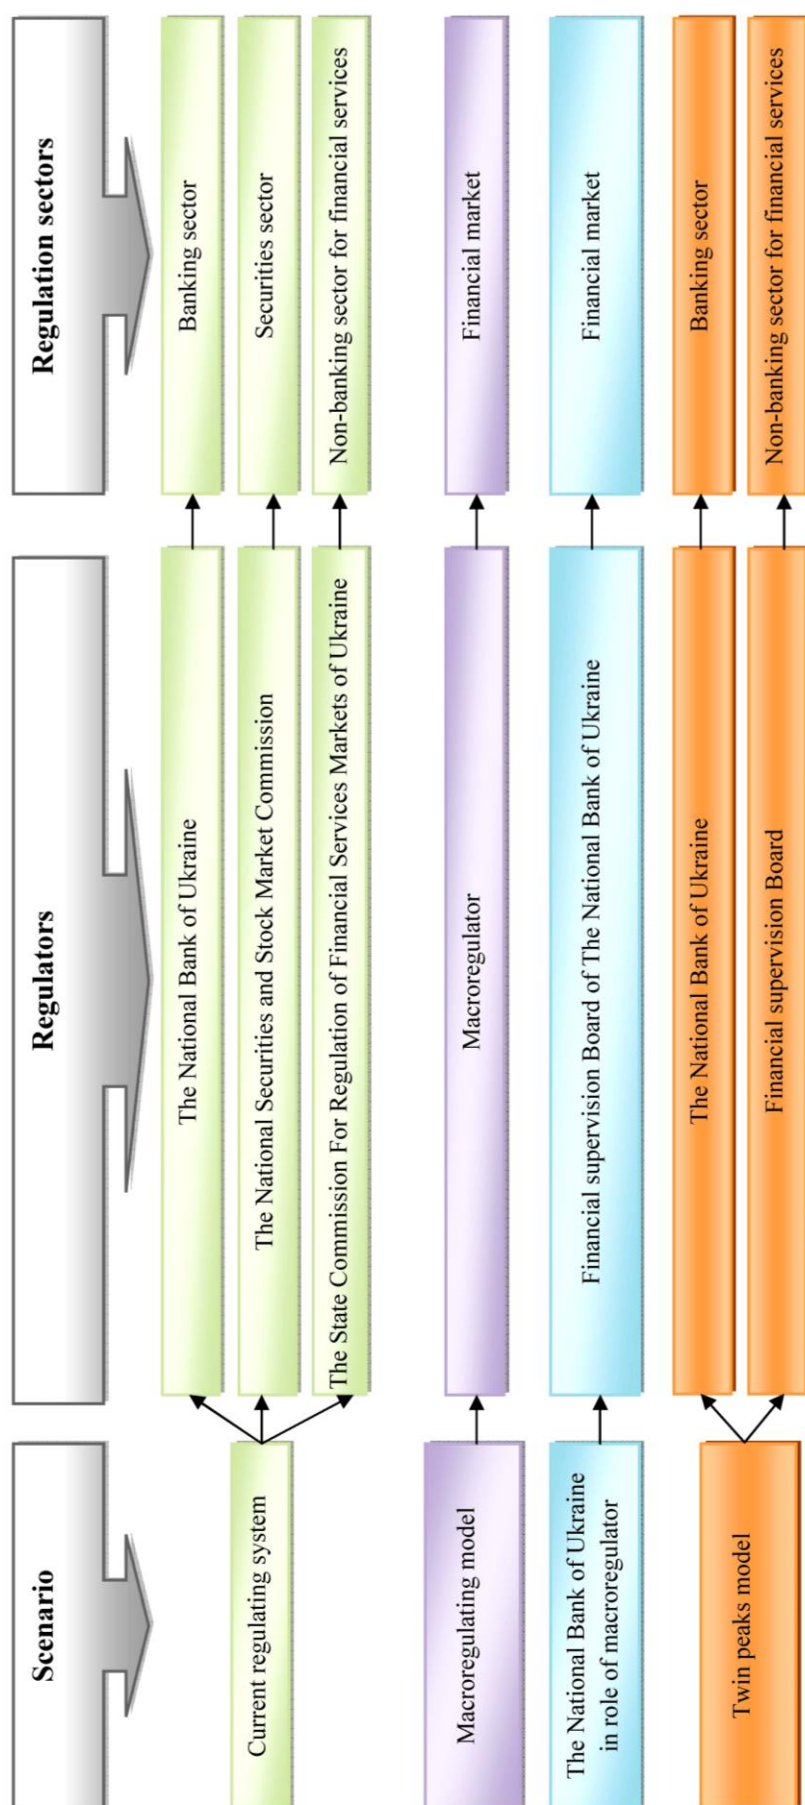 Scenario
Regulators
Regulation sectors
Current regulating system
The National Bank of Ukraine
Banking sector
The National Securities and Stock Market Commission
Securities sector
The State Commission For Regulation of Financial Services Markets of Ukraine
Non-banking sector for financial services
Macroregulating model
Macroregulator
Financial market
The National Bank of Ukraine
in role of macroregulator
Financial supervision Board of The National Bank of Ukraine
Financial market
Twin peaks model
The National Bank of Ukraine
Banking sector
Financial supervision Board
Non-banking sector for financial services